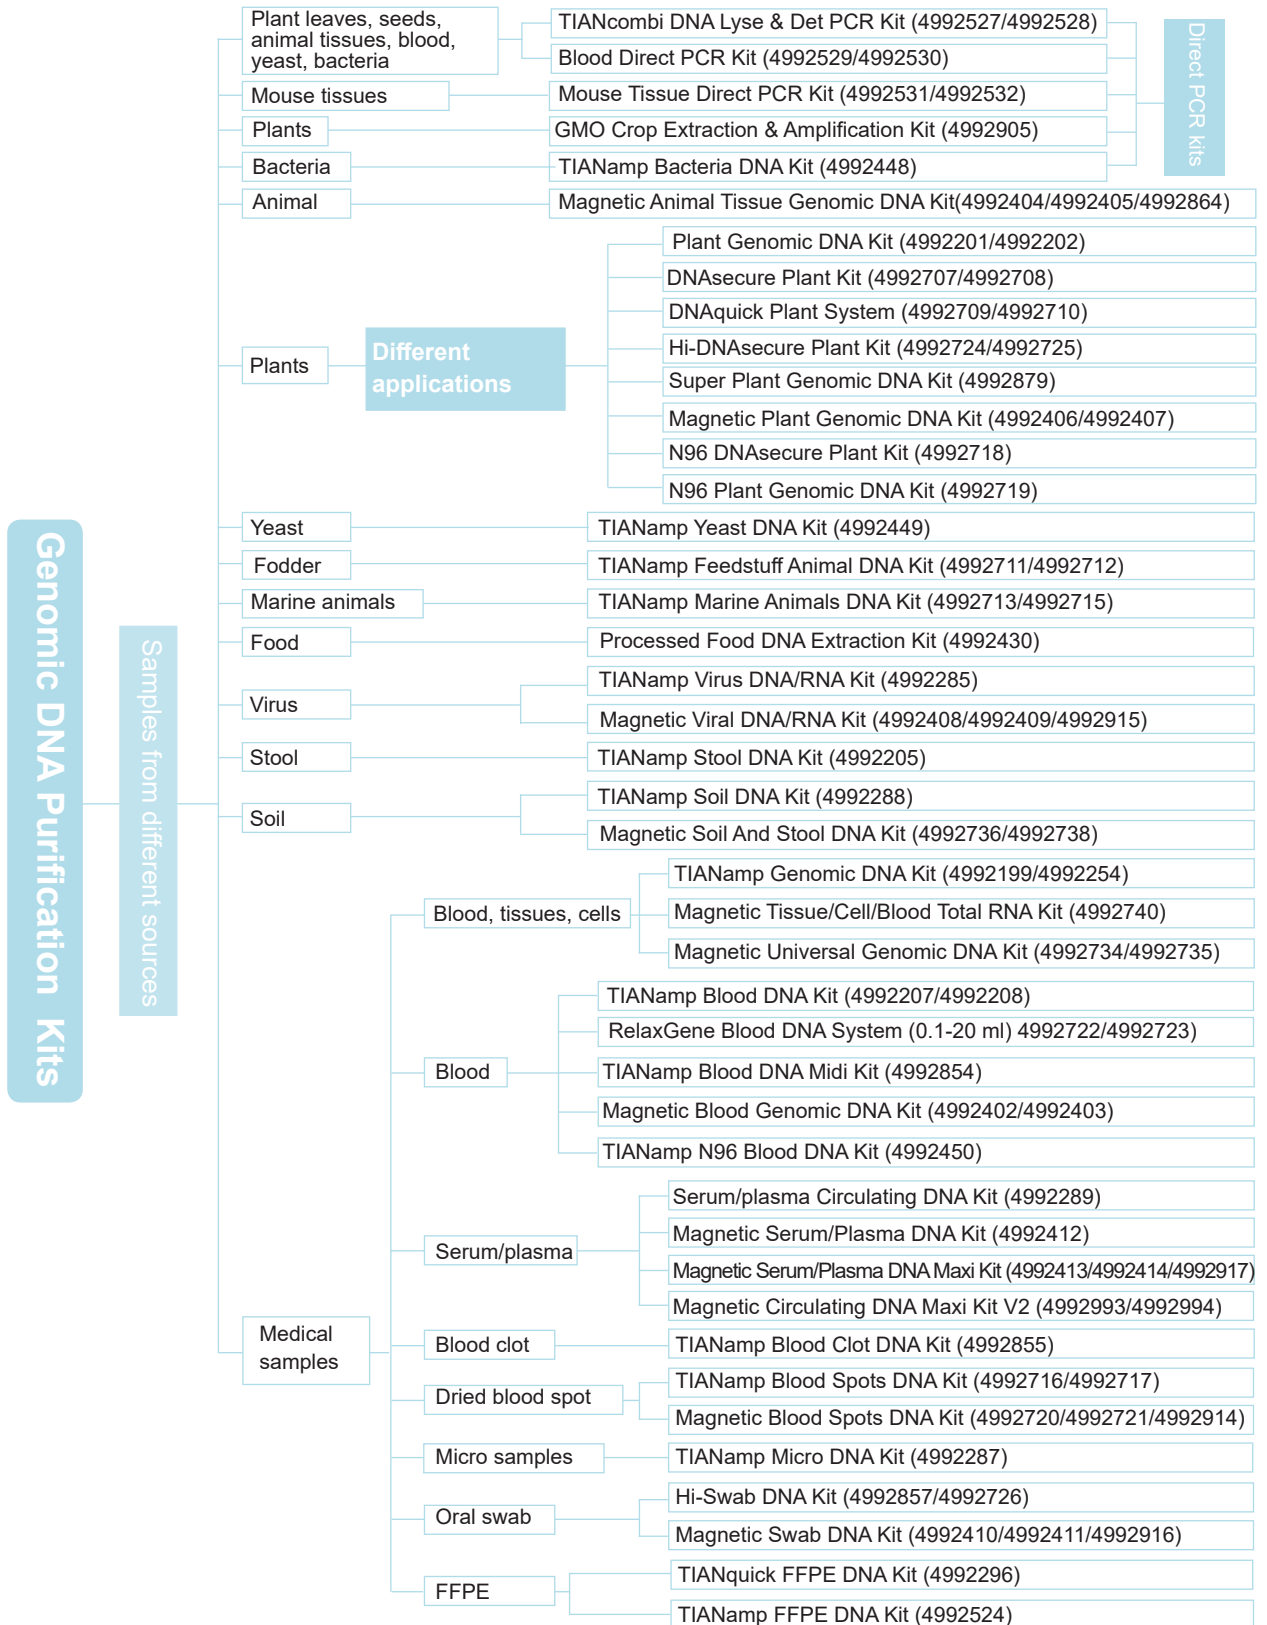 Genomic DNA Purification Kits
Samples from different sources
Plant leaves, seeds,
animal tissues, blood,
yeast, bacteria
TIANcombi DNA Lyse & Det PCR Kit (4992527/4992528)
Blood Direct PCR Kit (4992529/4992530)
Mouse tissues
Mouse Tissue Direct PCR Kit (4992531/4992532)
Plants
GMO Crop Extraction & Amplification Kit (4992905)
Bacteria
TIANamp Bacteria DNA Kit (4992448)
Direct PCR kits
Animal
Magnetic Animal Tissue Genomic DNA Kit(4992404/4992405/4992864)
Plants
Different
applications
Plant Genomic DNA Kit (4992201/4992202)
DNAsecure Plant Kit (4992707/4992708)
DNAquick Plant System (4992709/4992710)
Hi-DNAsecure Plant Kit (4992724/4992725)
Super Plant Genomic DNA Kit (4992879)
Magnetic Plant Genomic DNA Kit (4992406/4992407)
N96 DNAsecure Plant Kit (4992718)
N96 Plant Genomic DNA Kit (4992719)
Yeast
TIANamp Yeast DNA Kit (4992449)
Fodder
TIANamp Feedstuff Animal DNA Kit (4992711/4992712)
Marine animals
TIANamp Marine Animals DNA Kit (4992713/4992715)
Food
Processed Food DNA Extraction Kit (4992430)
Virus
TIANamp Virus DNA/RNA Kit (4992285)
Magnetic Viral DNA/RNA Kit (4992408/4992409/4992915)
Stool
TIANamp Stool DNA Kit (4992205)
Soil
TIANamp Soil DNA Kit (4992288)
Magnetic Soil And Stool DNA Kit (4992736/4992738)
Medical
samples
Blood, tissues, cells
TIANamp Genomic DNA Kit (4992199/4992254)
Magnetic Tissue/Cell/Blood Total RNA Kit (4992740)
Magnetic Universal Genomic DNA Kit (4992734/4992735)
Blood
TIANamp Blood DNA Kit (4992207/4992208)
RelaxGene Blood DNA System (0.1-20 ml) 4992722/4992723)
TIANamp Blood DNA Midi Kit (4992854)
Magnetic Blood Genomic DNA Kit (4992402/4992403)
TIANamp N96 Blood DNA Kit (4992450)
Serum/plasma
Serum/plasma Circulating DNA Kit (4992289)
Magnetic Serum/Plasma DNA Kit (4992412)
Magnetic Serum/Plasma DNA Maxi Kit (4992413/4992414/4992917)
Magnetic Circulating DNA Maxi Kit V2 (4992993/4992994)
Blood clot
TIANamp Blood Clot DNA Kit (4992855)
Dried blood spot
TIANamp Blood Spots DNA Kit (4992716/4992717)
Magnetic Blood Spots DNA Kit (4992720/4992721/4992914)
Micro samples
TIANamp Micro DNA Kit (4992287)
Oral swab
Hi-Swab DNA Kit (4992857/4992726)
Magnetic Swab DNA Kit (4992410/4992411/4992916)
FFPE
TIANquick FFPE DNA Kit (4992296)
TIANamp FFPE DNA Kit (4992524)